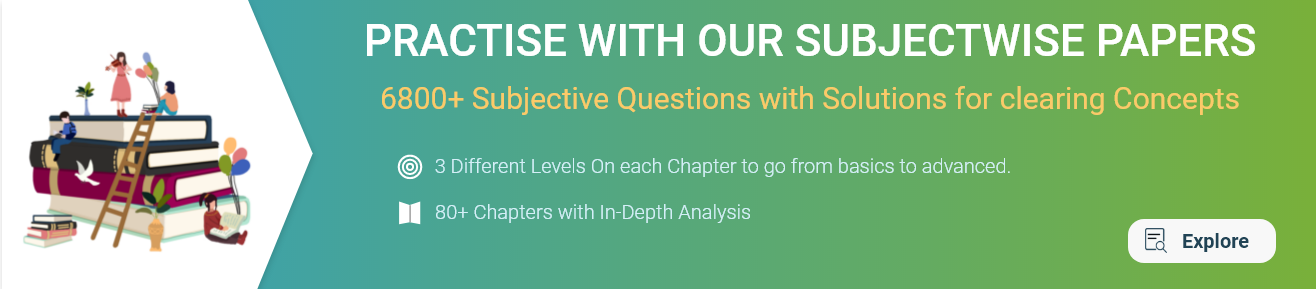 PRACTISE WITH OUR SUBJECTWISE PAPERS
6800+ Subjective Questions with Solutions for clearing Concepts
3 Different Levels On each Chapter to go from basics to advanced.
80+ Chapters with In-Depth Analysis
Explore